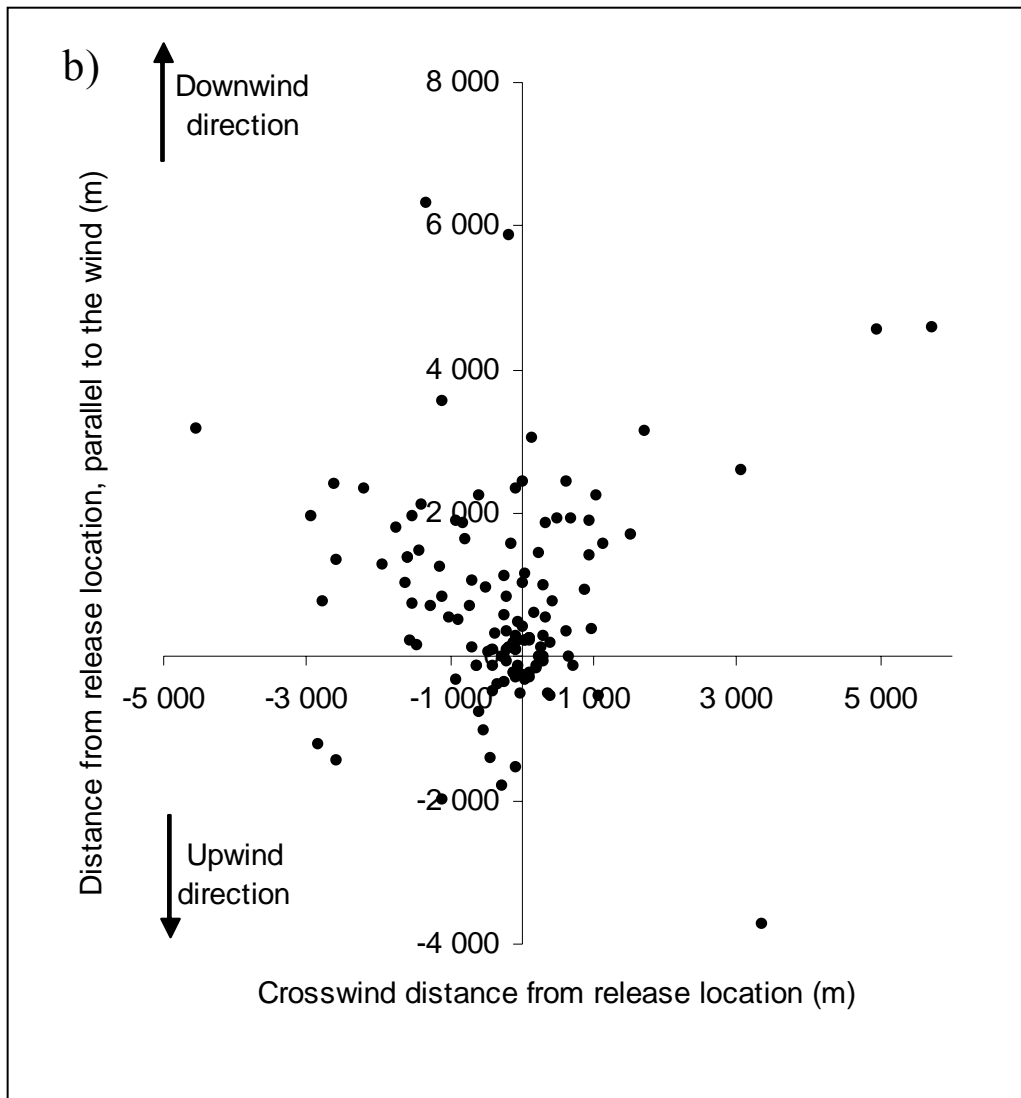 b)
Downwind
direction
8 000
6 000
4 000
2 000
-5 000 -3 000 -1 000 1 000 3 000 5 000
-2 000
-4 000
Distance from release location, parallel to the wind (m)
Upwind
direction
Crosswind distance from release location (m)